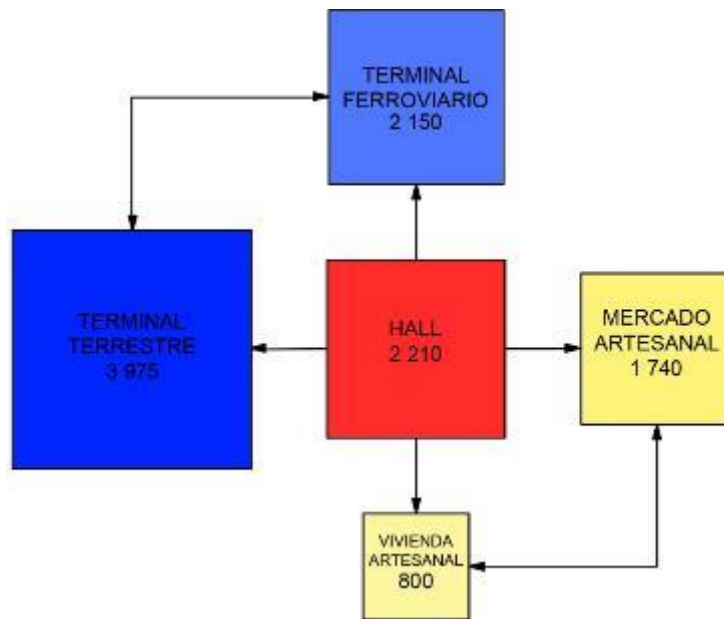 TERMINAL
FERROVIARIO
2 150
TERMINAL
TERRESTRE
3 975
HALL
2 210
MERCADO
ARTESANAL
1 740
VIVIENDA
ARTESANAL
800